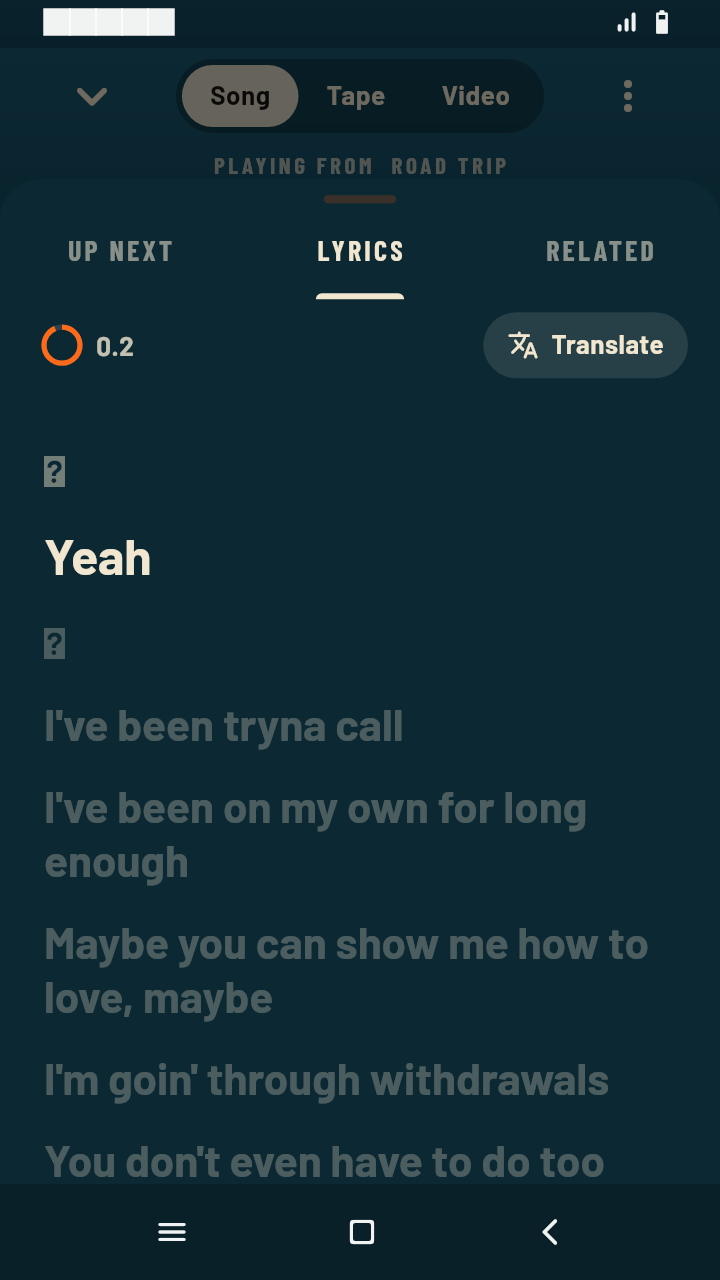 Song Tape Video
PLAYING FROM ROAD TRIP
UP NEXT LYRICS RELATED
0.2 Translate
?
Yeah
?
I've been tryna call
I've been on my own for long
enough
Maybe you can show me how to
love, maybe
I'm goin' through withdrawals
You don't even have to do too